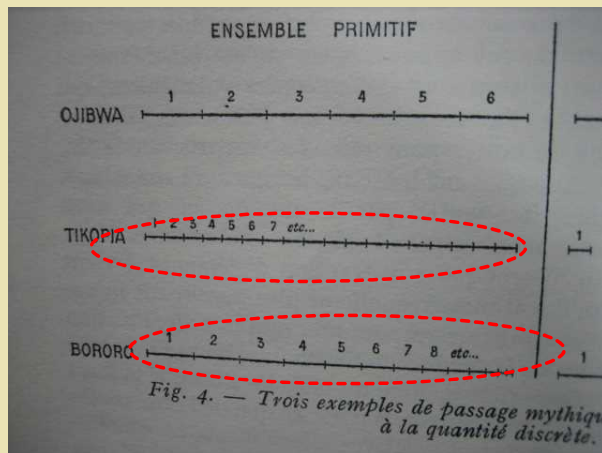 ENSEMBLE PRIMITIF
1 2 3 4 5 6
OJIBWA
1 2 3 4 5 6 7 etc...
TIKOPIA
1
1 2 3 4 5 6 7 8 etc...
BORORO
1
Fig. 4. — Trois exemples de passage mythiqu
à la quantité discrète.